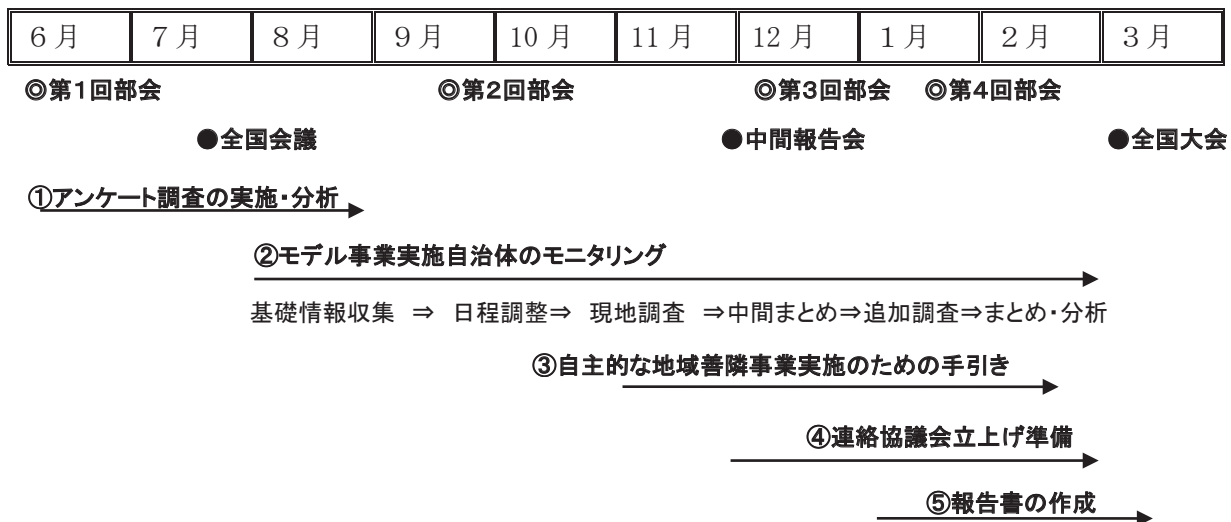 ６月 ７月 ８月 ９月 10月 11月 12月 １月 ２月 ３月
◎第１回部会 ◎第２回部会 ◎第３回部会 ◎第４回部会
●全国会議 ●中間報告会 ●全国大会
①アンケート調査の実施・分析
②モデル事業実施自治体のモニタリング
基礎情報収集 ⇒ 日程調整⇒ 現地調査 ⇒中間まとめ⇒追加調査⇒まとめ・分析
③自主的な地域善隣事業実施のための手引き
④連絡協議会立上げ準備
⑤報告書の作成